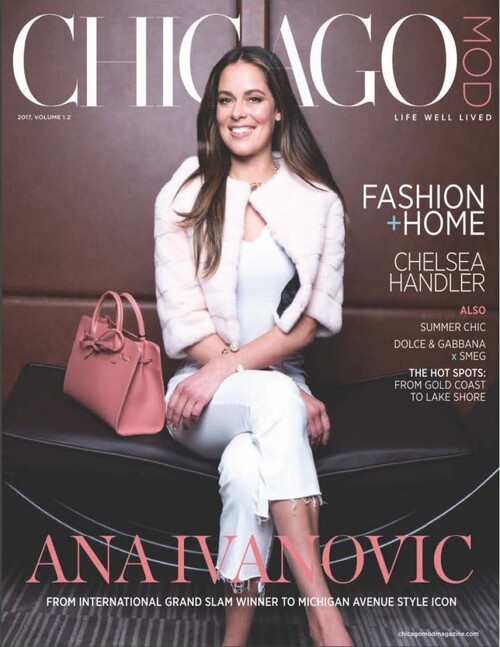 CHICAGO
MOD
2017, VOLUME 1.2
LIFE WELL LIVED
FASHION
+HOME
CHELSEA
HANDLER
ALSO
SUMMER CHIC
DOLCE & GABBANA
x SMEG
THE HOT SPOTS:
FROM GOLD COAST
TO LAKE SHORE
ANA IVANOVIC
FROM INTERNATIONAL GRAND SLAM WINNER TO MICHIGAN AVENUE STYLE ICON
chicagomodmagazine.com